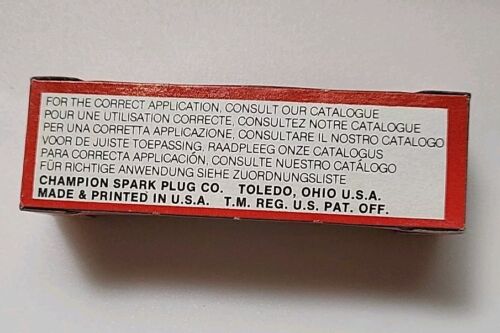 FOR THE CORRECT APPLICATION, CONSULT OUR CATALOGUE
POUR UNE UTILISATION CORRECTE, CONSULTEZ NOTRE CATALOGUE
PER UNA CORRETTA APPLICAZIONE, CONSULTARE IL NOSTRO CATALOGO
VOOR DE JUISTE TOEPASSING, RAADPLEEG ONZE CATALOGUS
PARA CORRECTA APPLICACIÓN, CONSULTE NUESTRO CATÁLOGO
FÜR RICHTIGE ANWENDUNG SIEHE ZUORDNUNGSLISTE
CHAMPION SPARK PLUG CO. TOLEDO, OHIO U.S.A.
MADE & PRINTED IN U.S.A. T.M. REG. U.S. PAT. OFF.